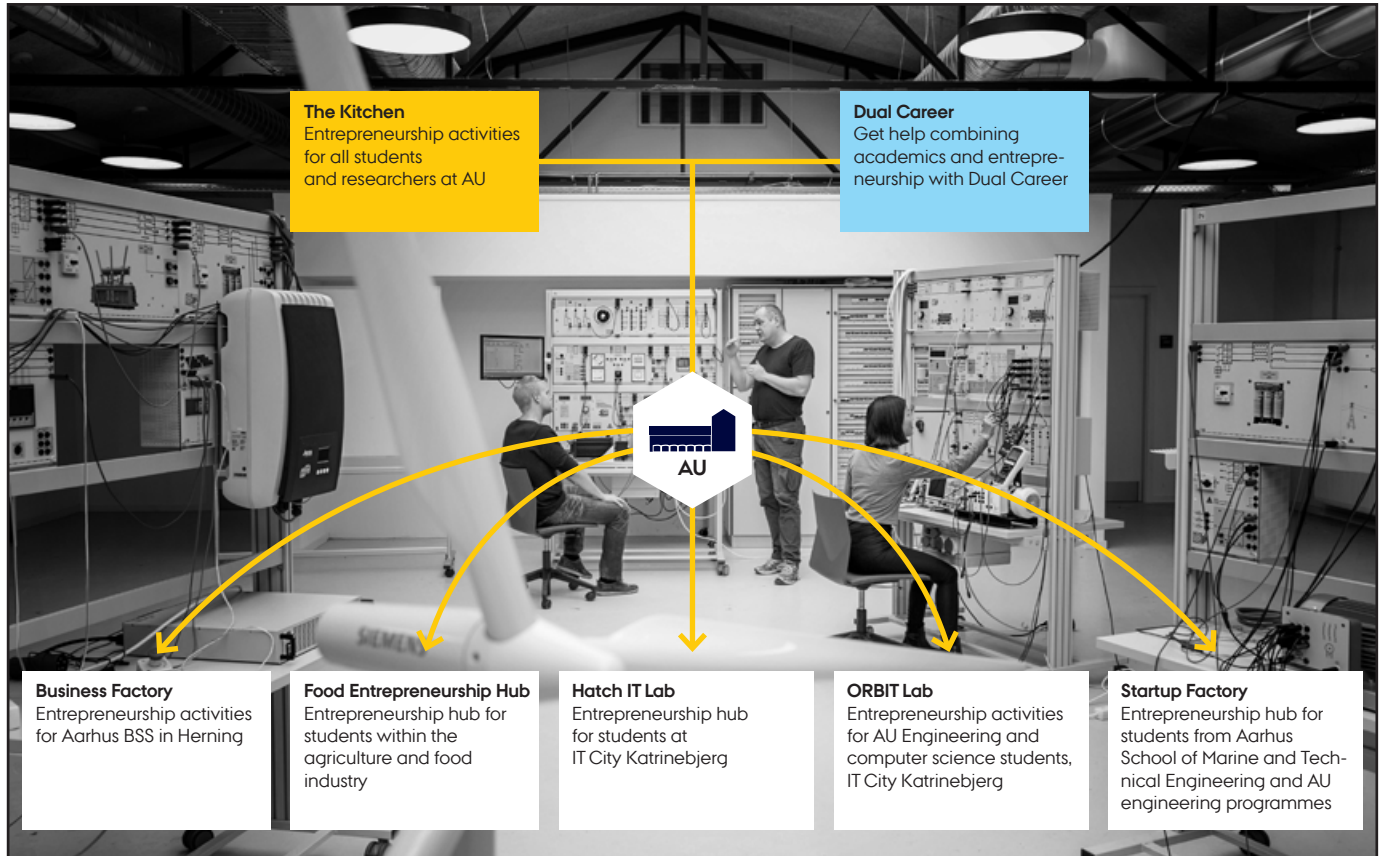 The Kitchen
Entrepreneurship activities
for all students
and researchers at AU
Dual Career
Get help combining
academics and entrepre-
neurship with Dual Career
AU
SIEMENS
Business Factory
Entrepreneurship activities
for Aarhus BSS in Herning
Food Entrepreneurship Hub
Entrepreneurship hub for
students within the
agriculture and food
industry
Hatch IT Lab
Entrepreneurship hub
for students at
IT City Katrinebjerg
ORBIT Lab
Entrepreneurship activities
for AU Engineering and
computer science students,
IT City Katrinebjerg
Startup Factory
Entrepreneurship hub for
students from Aarhus
School of Marine and Tech-
nical Engineering and AU
engineering programmes